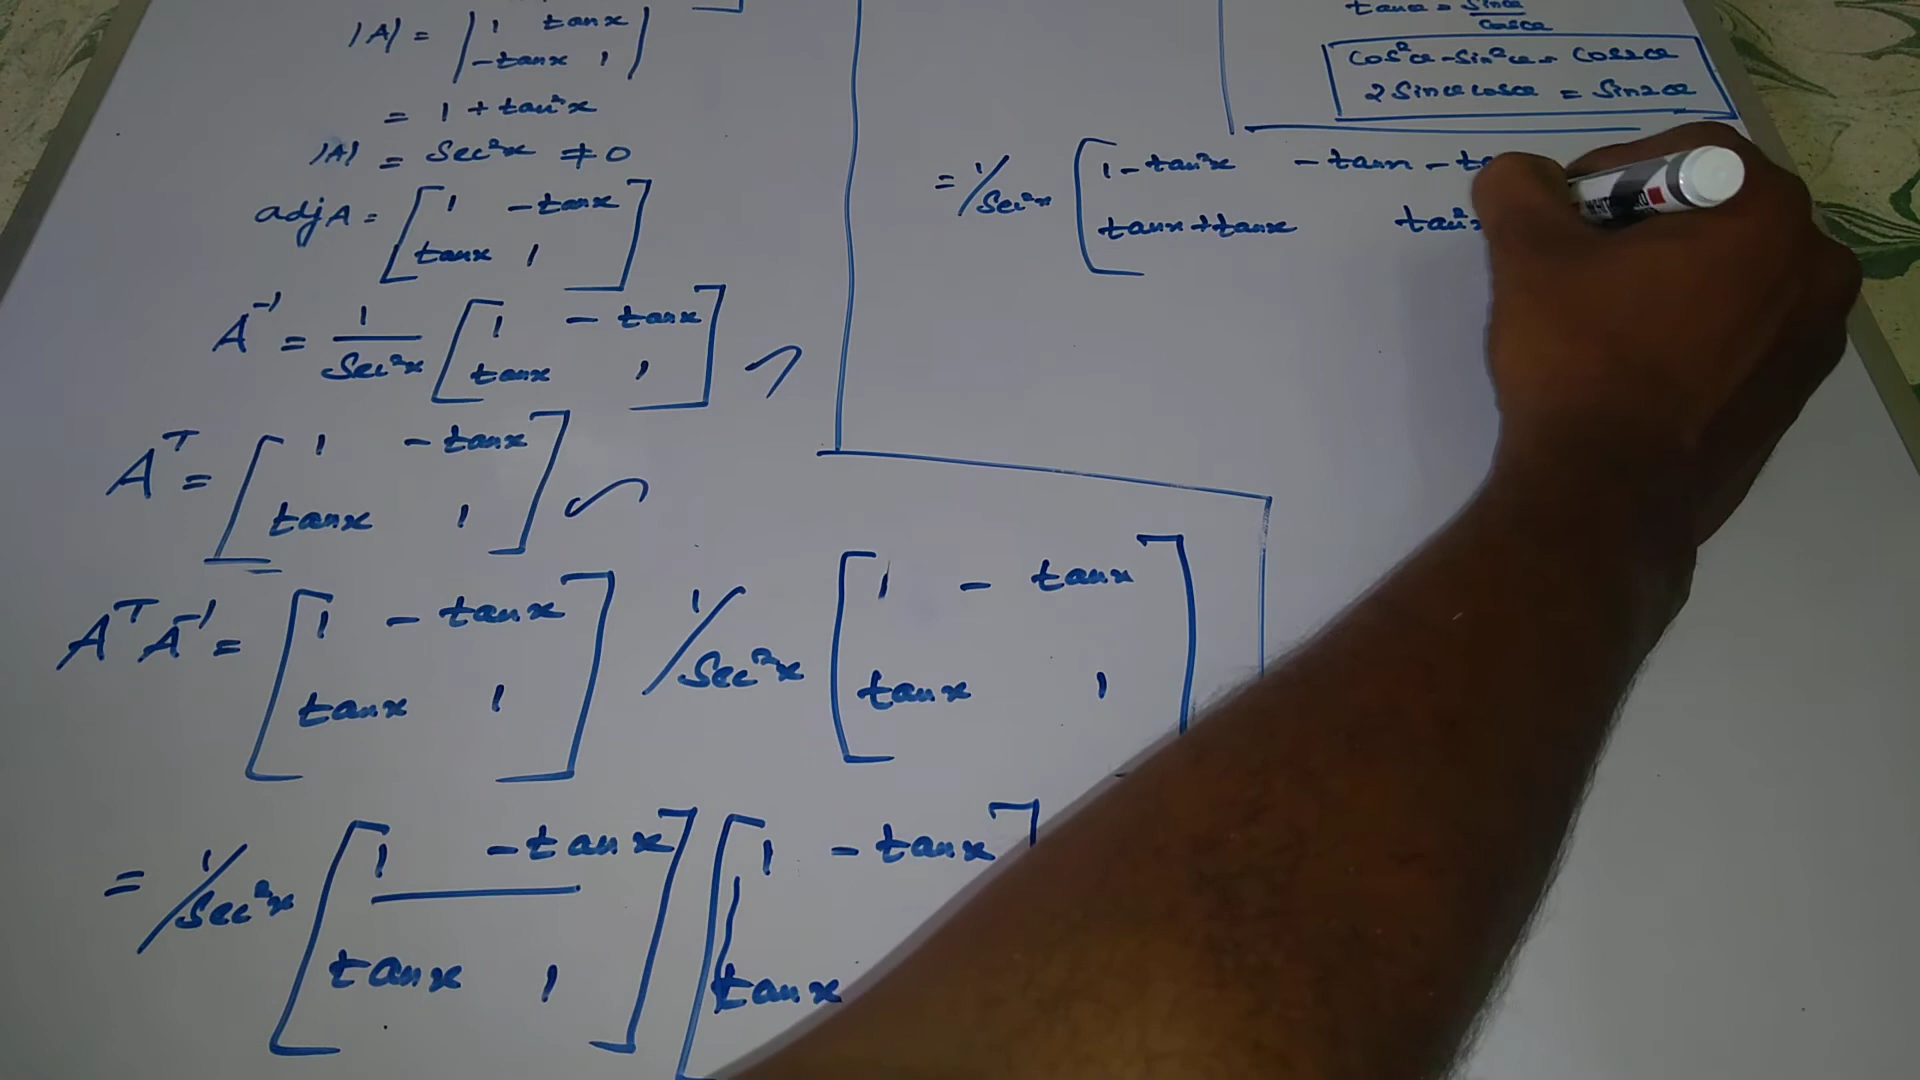 |A| = | 1 tanx |
| -tanx 1 |
= 1 + tan²x
|A| = Sec²x ≠ 0
adjA = [ 1 -tanx ]
[ tanx 1 ]
A⁻¹ = 1/Sec²x [ 1 - tanx ]
[ tanx 1 ]
Aᵀ = [ 1 - tanx ]
[ tanx 1 ]
AᵀA⁻¹ = [ 1 - tanx ] 1/Sec²x [ 1 - tanx ]
[ tanx 1 ] [ tanx 1 ]
= 1/Sec²x [ 1 - tanx ] [ 1 - tanx ]
[ tanx 1 ] [ tanx
cos²α - sin²α = cos2α
2 Sinα cosα = Sin2α
= 1/Sec²x [ 1 - tan²x - tanx -
[ tanx + tanx